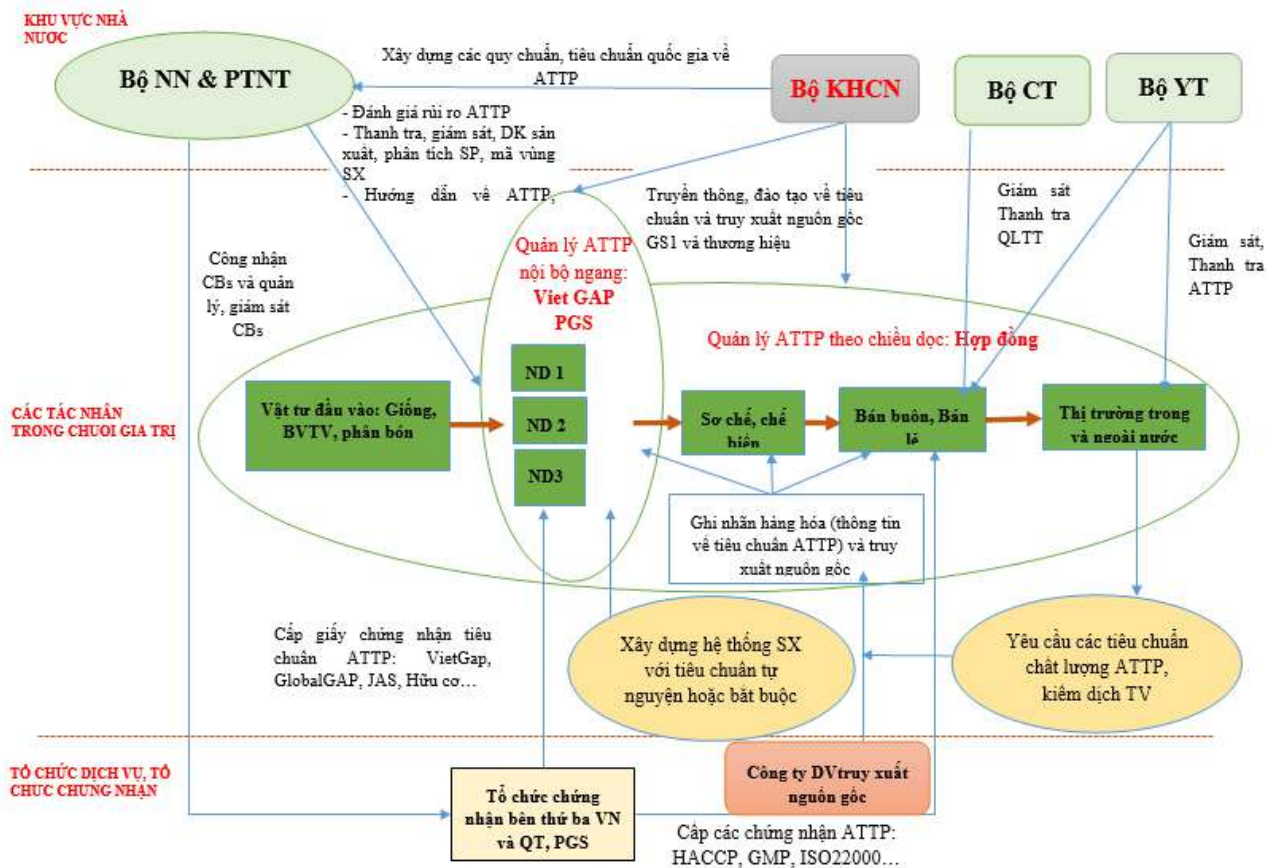 KHU VỰC NHÀ
NƯỚC
Bộ NN & PTNT
Xây dựng các quy chuẩn, tiêu chuẩn quốc gia về
ATTP
Bộ KHCN
Bộ CT
Bộ YT
- Đánh giá rủi ro ATTP
- Thanh tra, giám sát, DK sản
xuất, phân tích SP, mã vùng
SX
- Hướng dẫn về ATTP,
Truyền thông, đào tạo về tiêu
chuẩn và truy xuất nguồn gốc
GS1 và thương hiệu
Giám sát
Thanh tra
QLTT
Giám sát,
Thanh tra
ATTP
Công nhận
CBs và quản
lý, giám sát
CBs
Quản lý ATTP
nội bộ ngang:
Viet GAP
PGS
Quản lý ATTP theo chiều dọc: Hợp đồng
CÁC TÁC NHÂN
TRONG CHUOI GIA TRỊ
Vật tư đầu vào: Giống,
BVTV, phân bón
ND 1
ND 2
ND3
Sơ chế, chế
biến
Bán buôn, Bán
lẻ
Thị trường trong
và ngoài nước
Ghi nhãn hàng hóa (thông tin
về tiêu chuẩn ATTP) và truy
xuất nguồn gốc
Cấp giấy chứng nhận tiêu
chuẩn ATTP: VietGap,
GlobalGAP, JAS, Hữu cơ...
Xây dựng hệ thống SX
với tiêu chuẩn tự
nguyện hoặc bắt buộc
Yêu cầu các tiêu chuẩn
chất lượng ATTP,
kiểm dịch TV
TỔ CHỨC DỊCH VỤ, TỔ
CHUC CHUNG NHẬN
Tổ chức chứng
nhận bên thứ ba VN
và QT, PGS
Công ty DVtruy xuất
nguồn gốc
Cấp các chứng nhận ATTP:
HACCP, GMP, ISO22000...